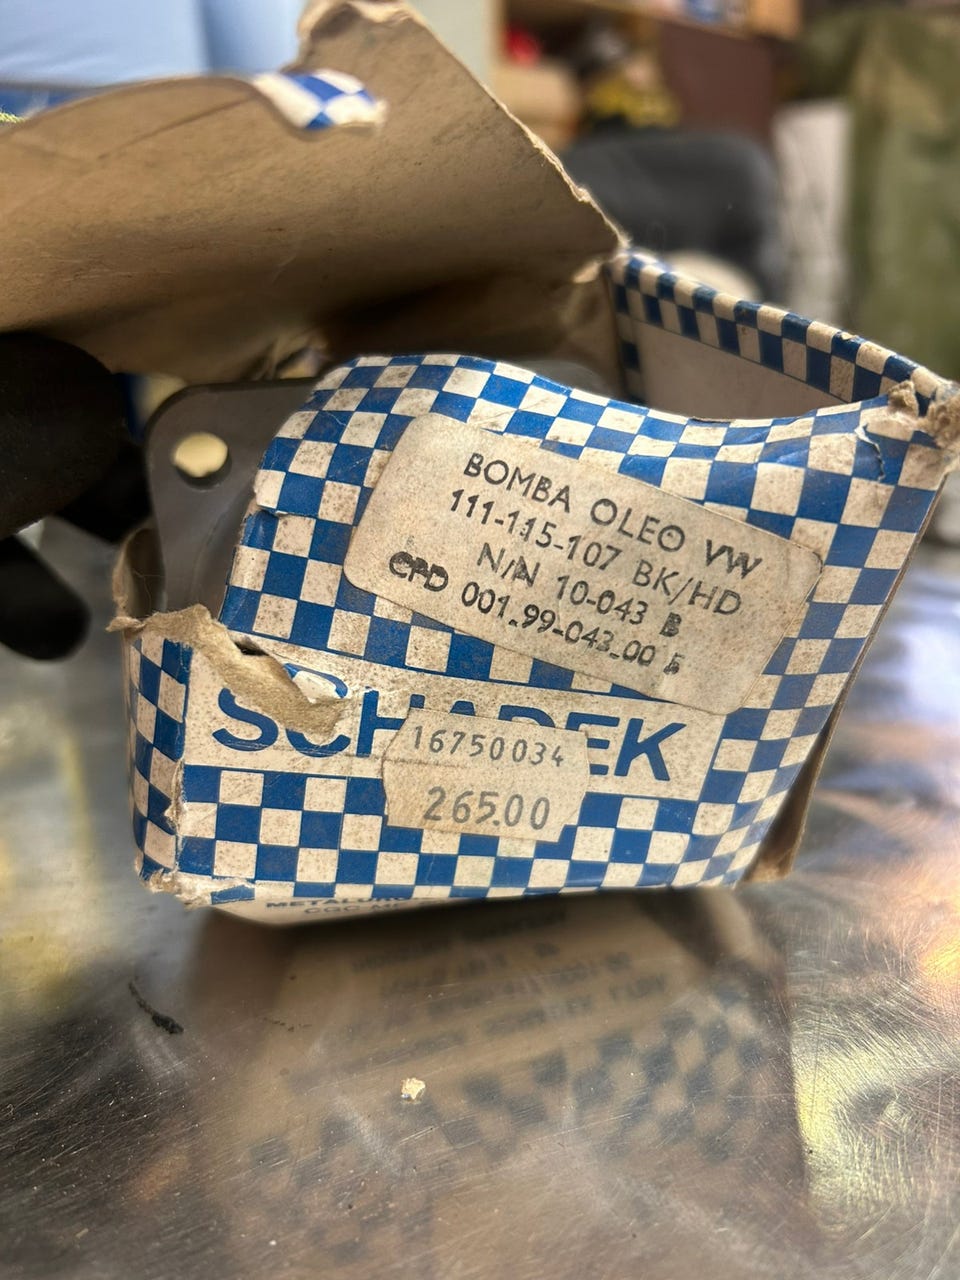 BOMBA OLEO VW
111-115-107 BK/HD
N/N 10-043 B
CPD 001.99-043.00 5
SCHADEK
16750034
265.00